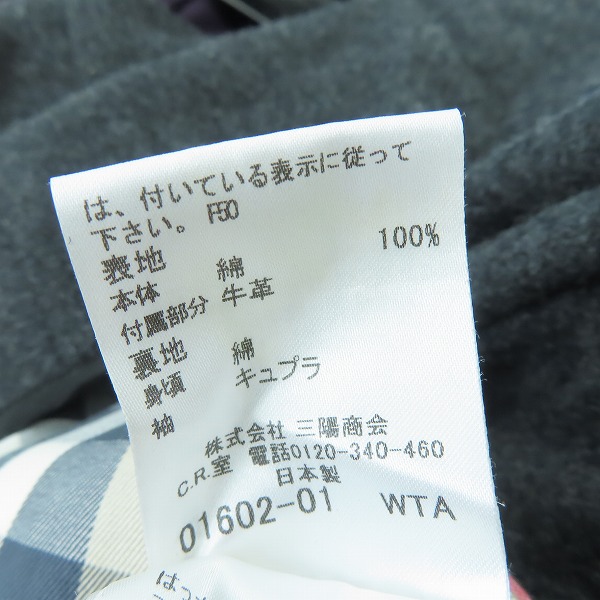 は、付いている表示に従って
下さい。 F50
表地
本体 綿 100%
付属部分 牛革
裏地
身頃 綿
袖 キュプラ
株式会社 三陽商会
C.R.室 電話0120-340-460
日本製
01602-01 WTA